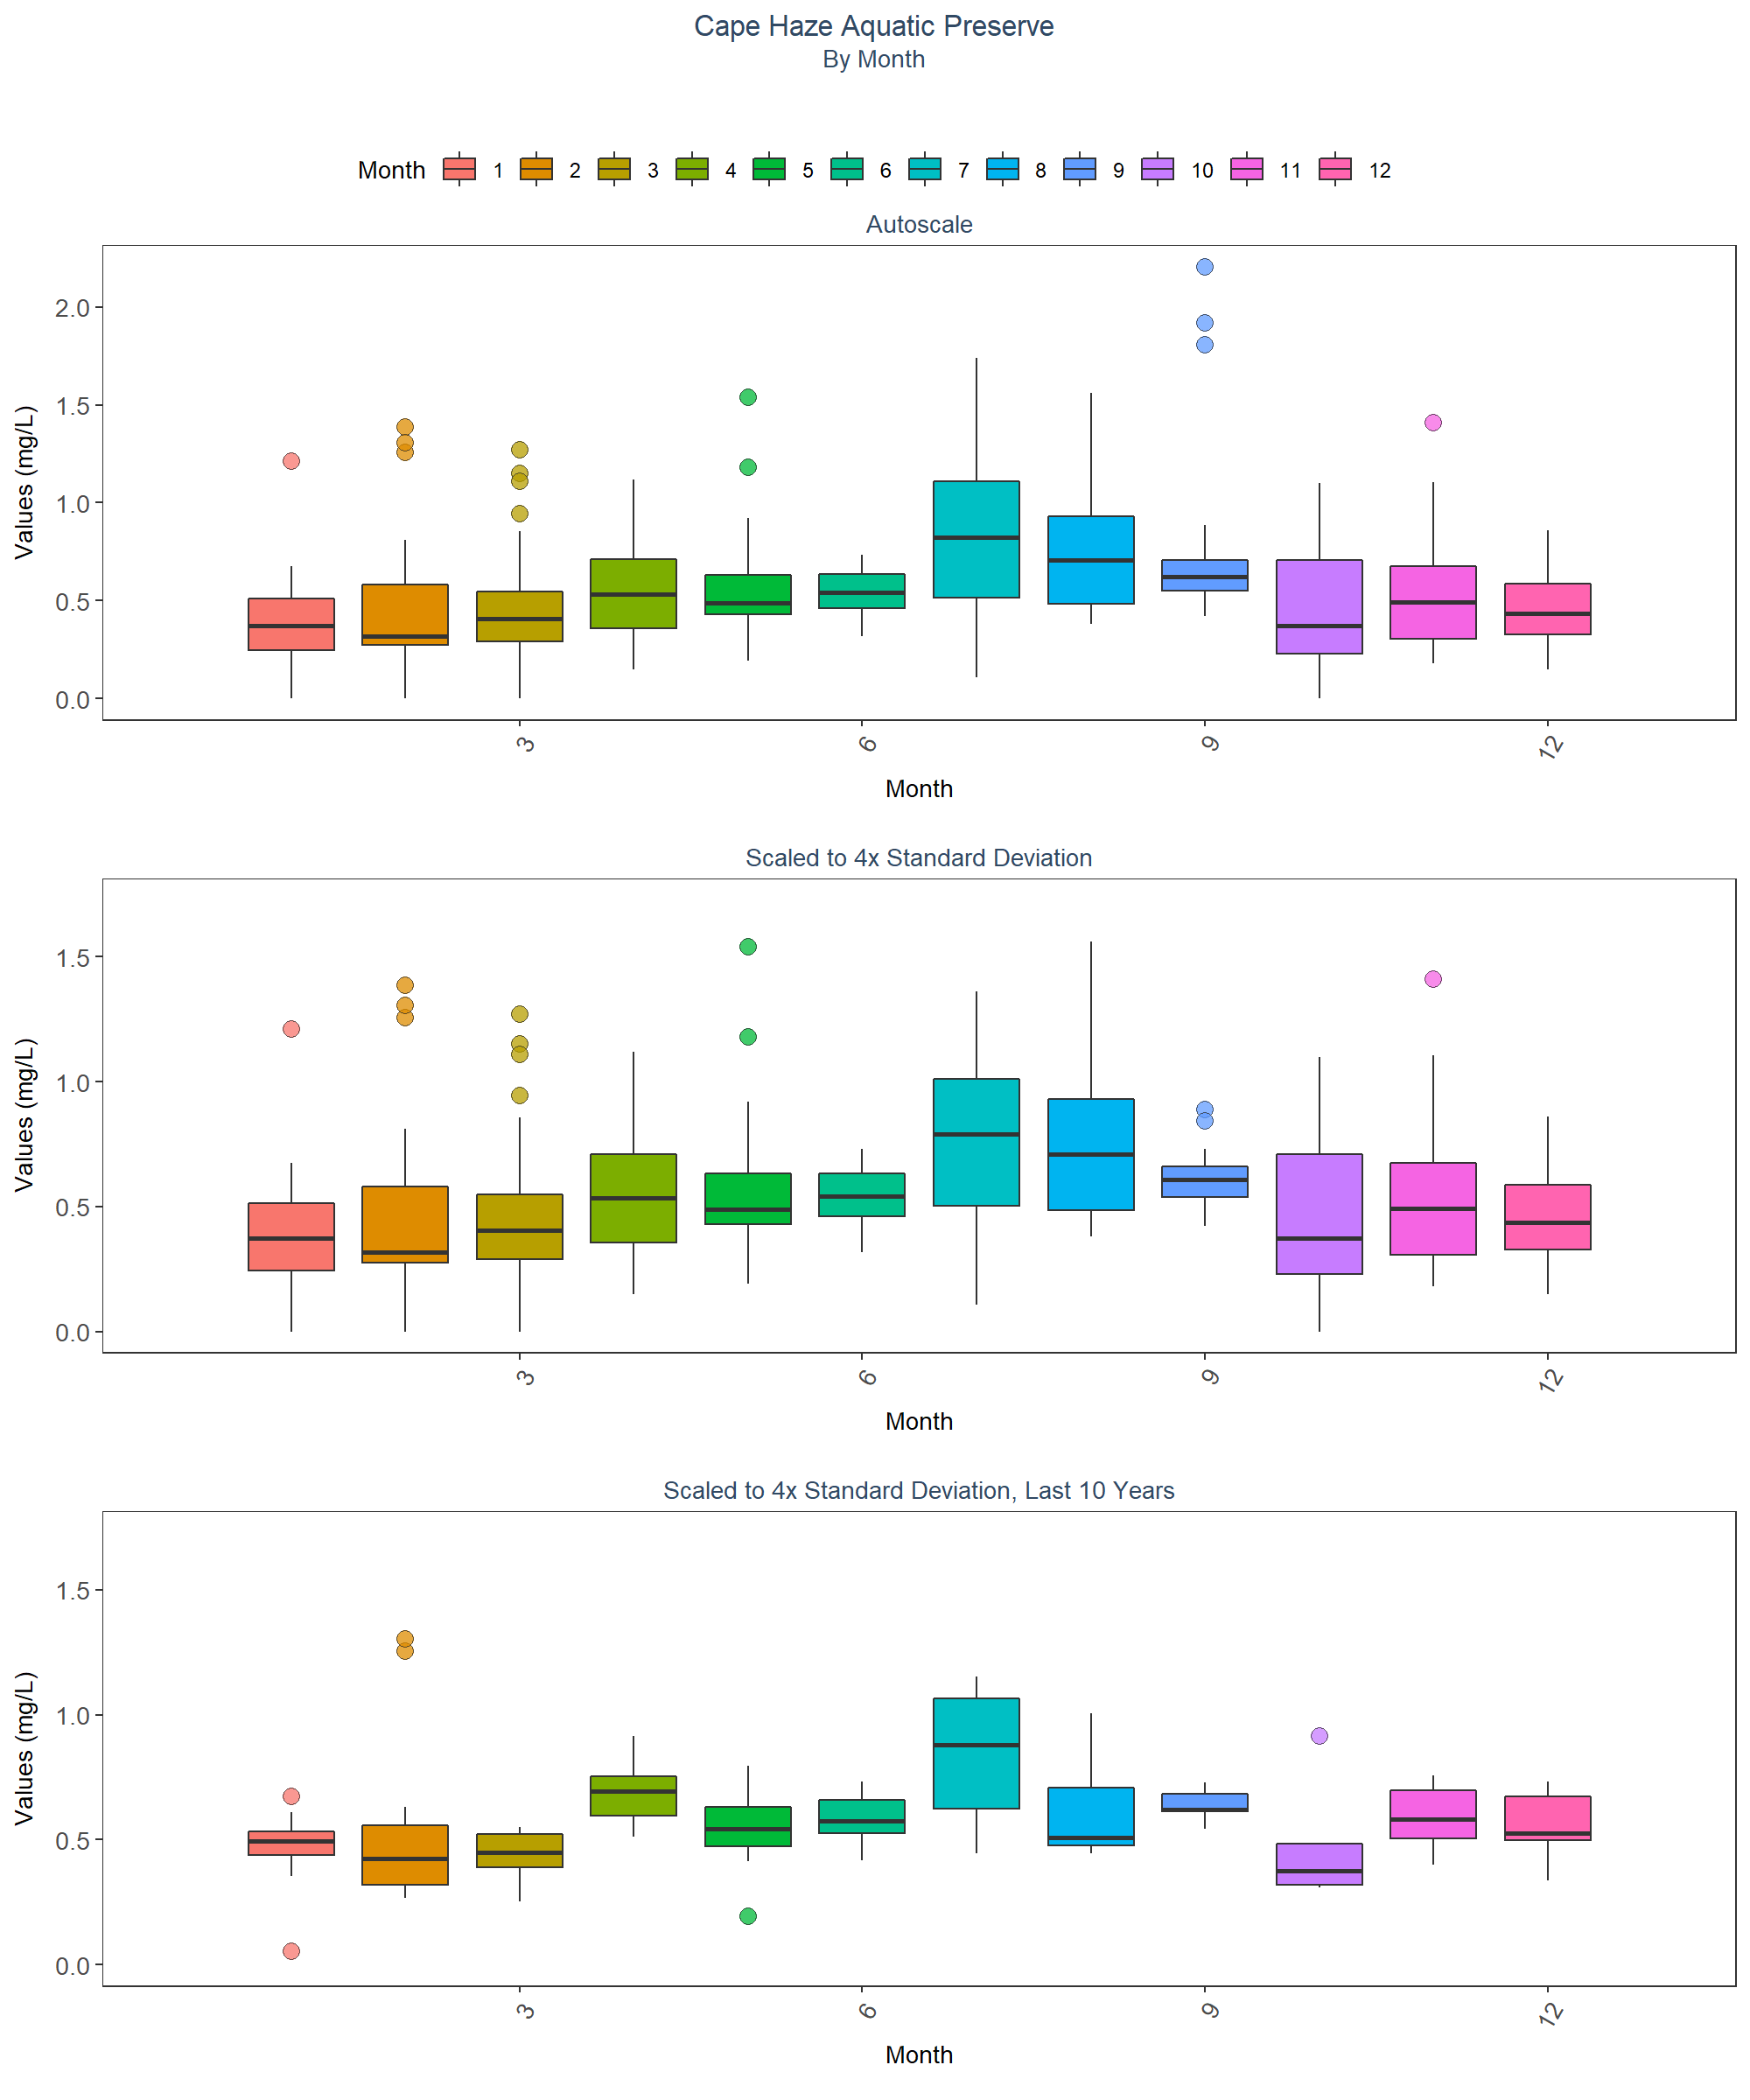 Cape Haze Aquatic Preserve
By Month
Month 1 2 3 4 5 6 7 8 9 10 11 12
Autoscale
Values (mg/L)
2.0
1.5
1.0
0.5
0.0
3 6 9 12
Month
Scaled to 4x Standard Deviation
Values (mg/L)
1.5
1.0
0.5
0.0
3 6 9 12
Month
Scaled to 4x Standard Deviation, Last 10 Years
Values (mg/L)
1.5
1.0
0.5
0.0
3 6 9 12
Month